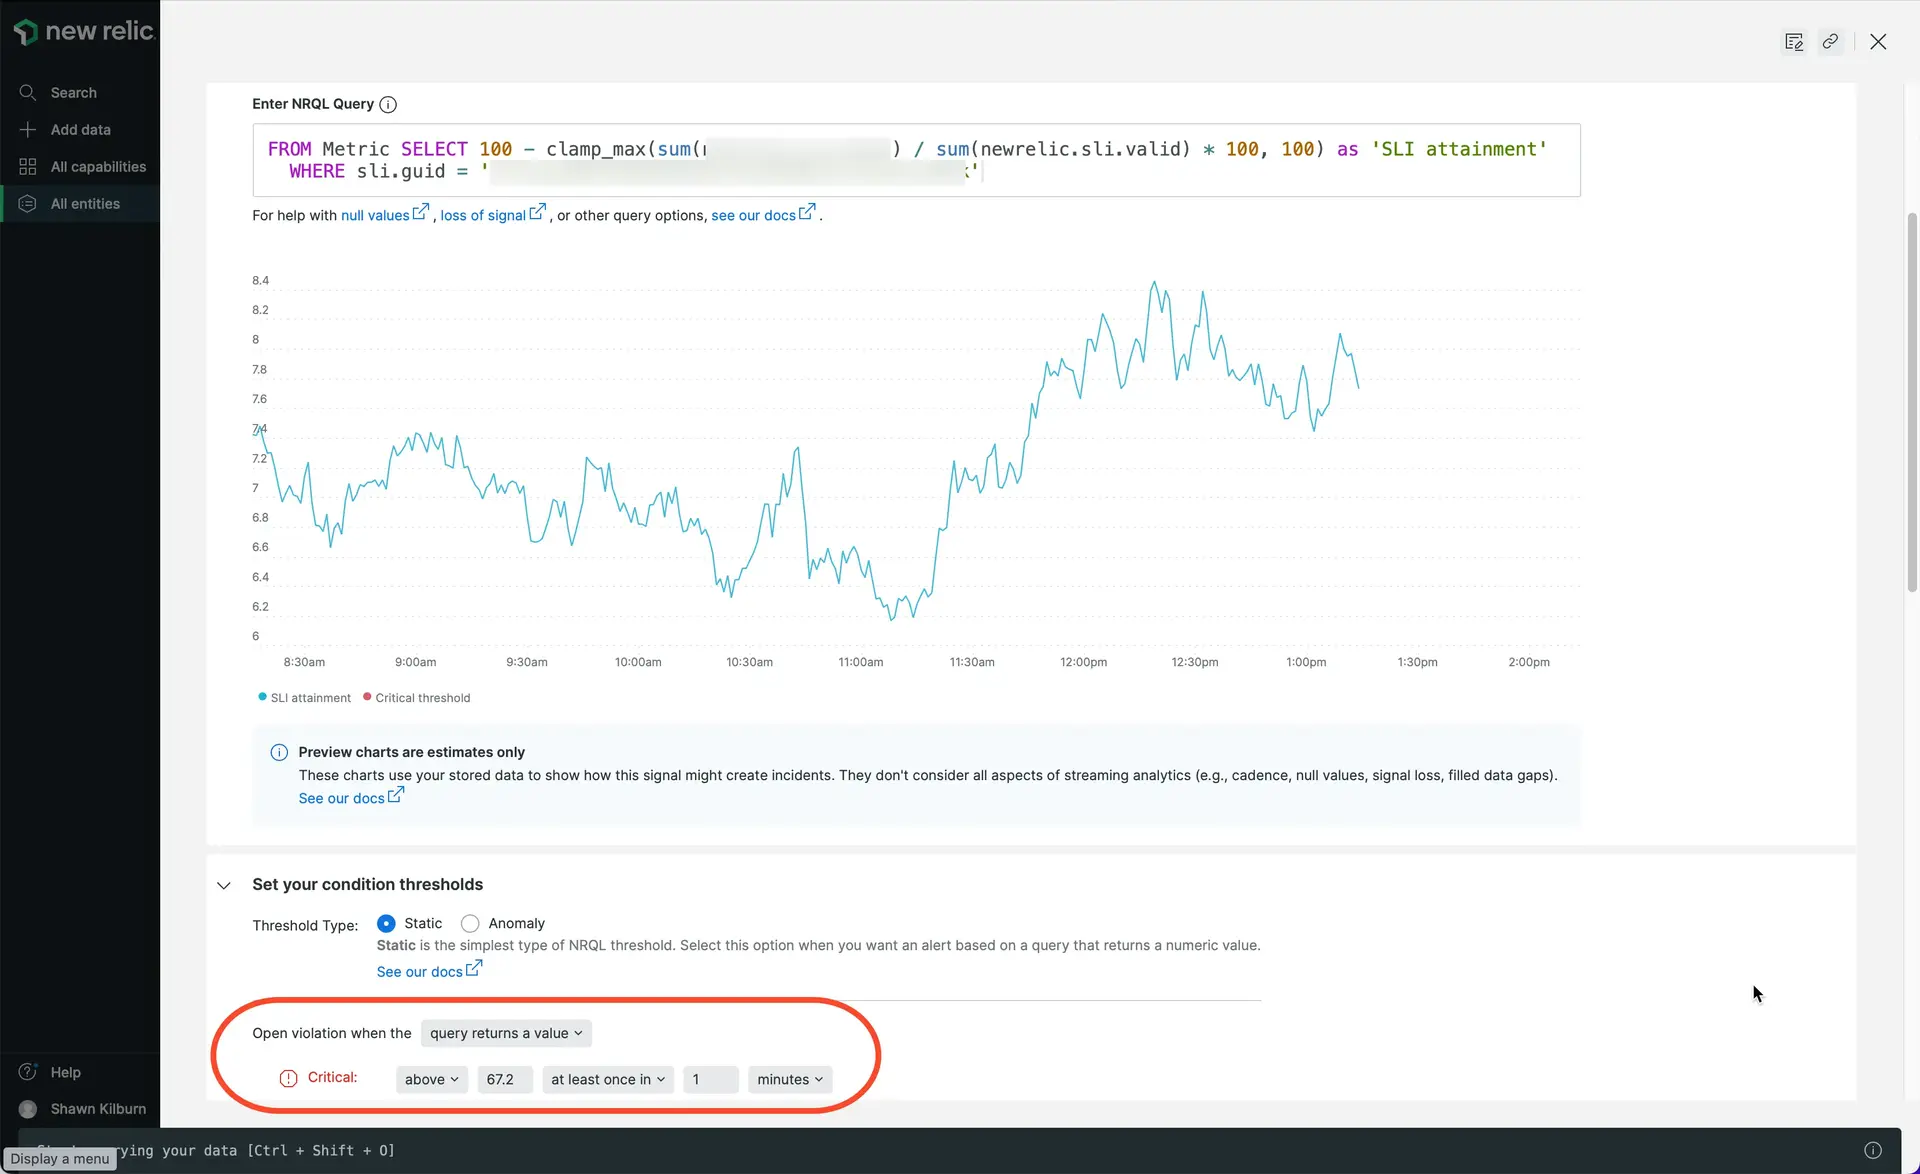 new relic.
Search
Add data
All capabilities
All entities
Enter NRQL Query
FROM Metric SELECT 100 - clamp_max(sum( ) / sum(newrelic.sli.valid) * 100, 100) as 'SLI attainment'
WHERE sli.guid = ' '
For help with null values, loss of signal, or other query options, see our docs.
8.4
8.2
8
7.8
7.6
7.4
7.2
7
6.8
6.6
6.4
6.2
6
8:30am 9:00am 9:30am 10:00am 10:30am 11:00am 11:30am 12:00pm 12:30pm 1:00pm 1:30pm 2:00pm
SLI attainment Critical threshold
Preview charts are estimates only
These charts use your stored data to show how this signal might create incidents. They don't consider all aspects of streaming analytics (e.g., cadence, null values, signal loss, filled data gaps).
See our docs
Set your condition thresholds
Threshold Type: Static Anomaly
Static is the simplest type of NRQL threshold. Select this option when you want an alert based on a query that returns a numeric value.
See our docs
Open violation when the query returns a value
Critical: above 67.2 at least once in 1 minutes
Help
Shawn Kilburn
your data [Ctrl + Shift + O]
Display a menu